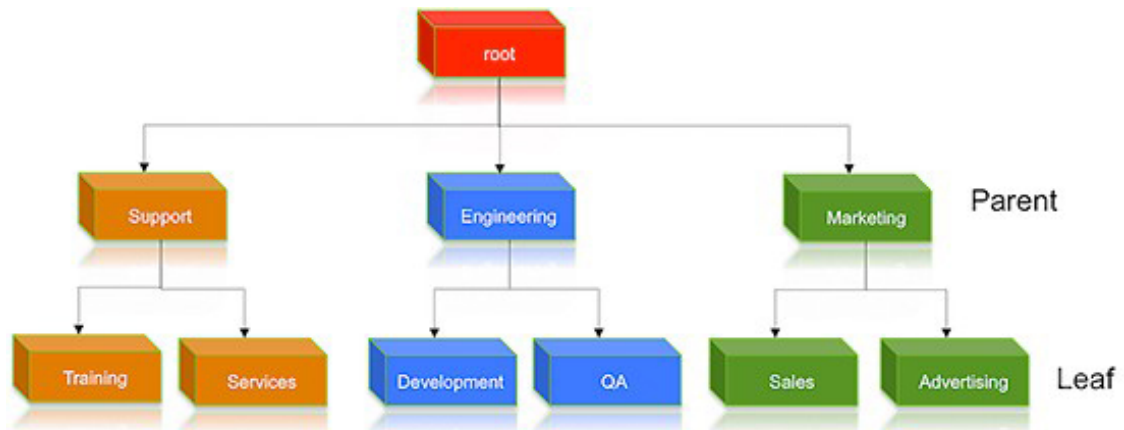 root
Support
Engineering
Marketing
Parent
Training
Services
Development
QA
Sales
Advertising
Leaf